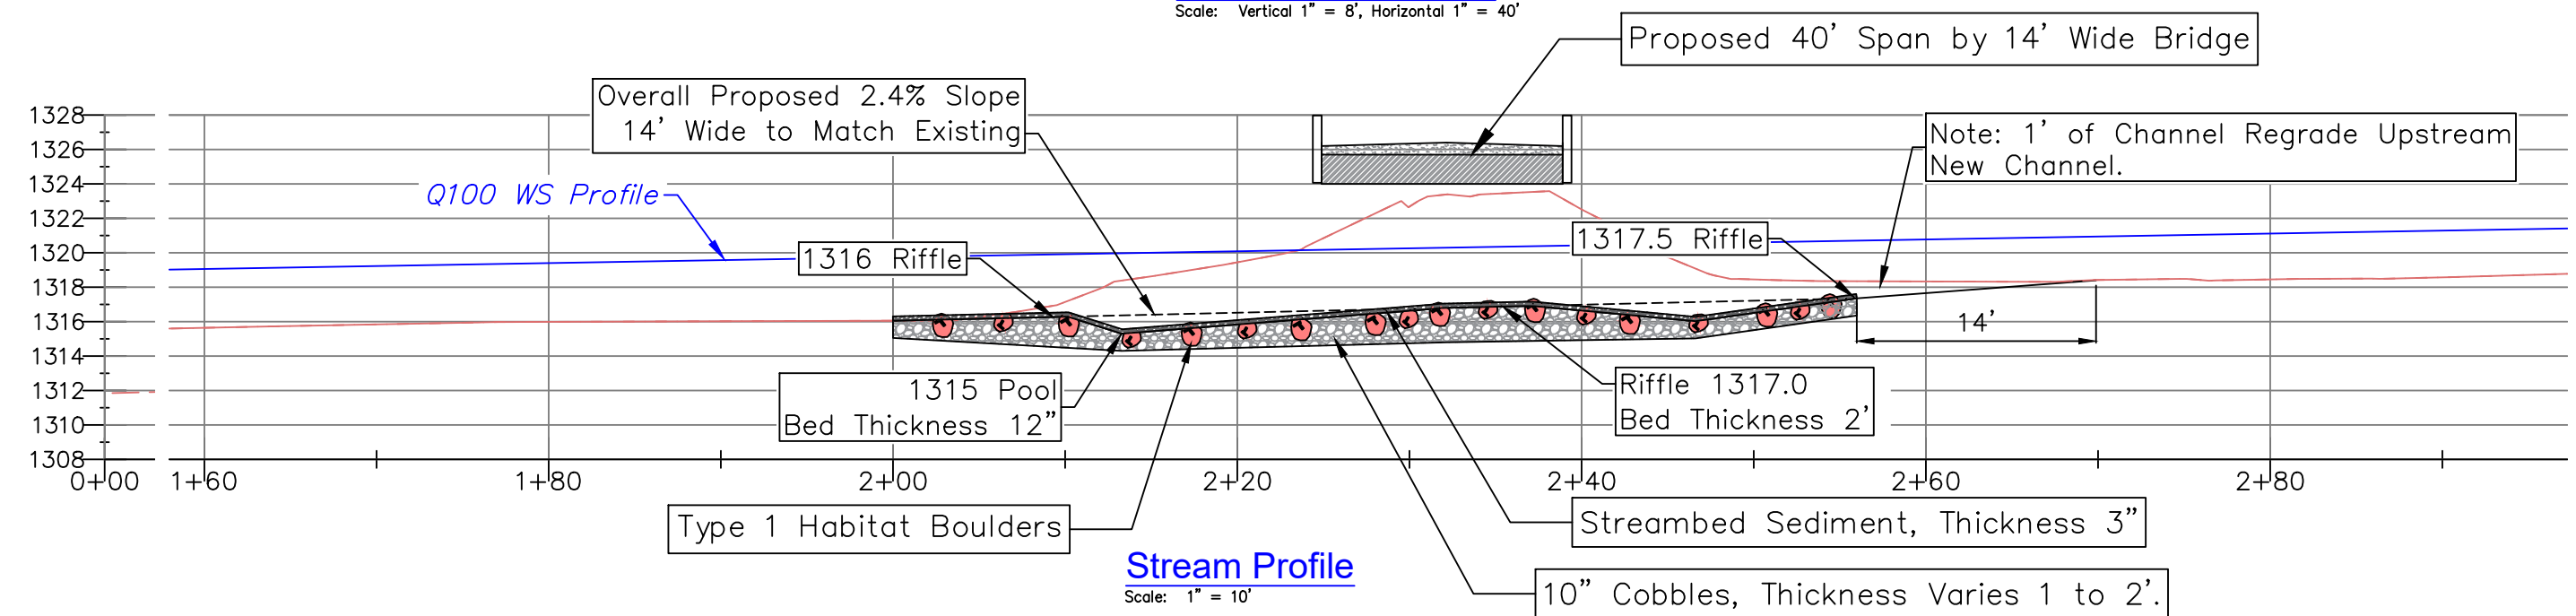 Scale: Vertical 1" = 8', Horizontal 1" = 40'
Proposed 40' Span by 14' Wide Bridge
Overall Proposed 2.4% Slope
14' Wide to Match Existing
Note: 1' of Channel Regrade Upstream
New Channel.
Q100 WS Profile
1316 Riffle
1317.5 Riffle
1328
1326
1324
1322
1320
1318
1316
1314
1312
1310
1308
14'
1315 Pool
Bed Thickness 12"
Riffle 1317.0
Bed Thickness 2'
0+00 1+60 1+80 2+00 2+20 2+40 2+60 2+80
Type 1 Habitat Boulders
Streambed Sediment, Thickness 3"
Stream Profile
Scale: 1" = 10'
10" Cobbles, Thickness Varies 1 to 2'.